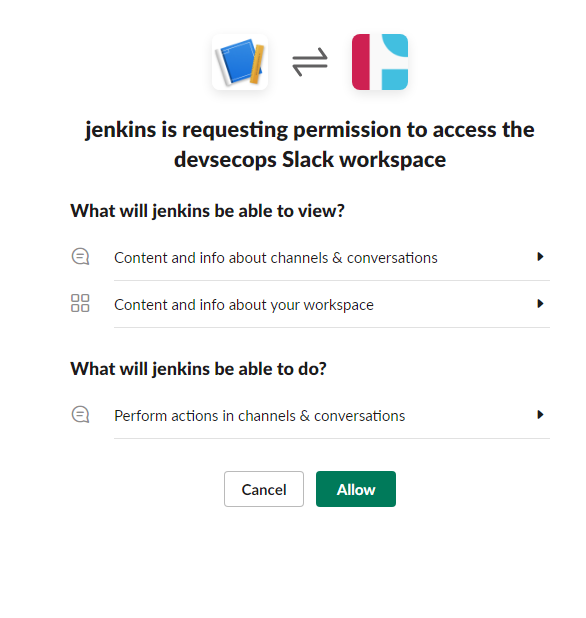 jenkins is requesting permission to access the
devsecops Slack workspace
What will jenkins be able to view?
Content and info about channels & conversations
Content and info about your workspace
What will jenkins be able to do?
Perform actions in channels & conversations
Cancel
Allow